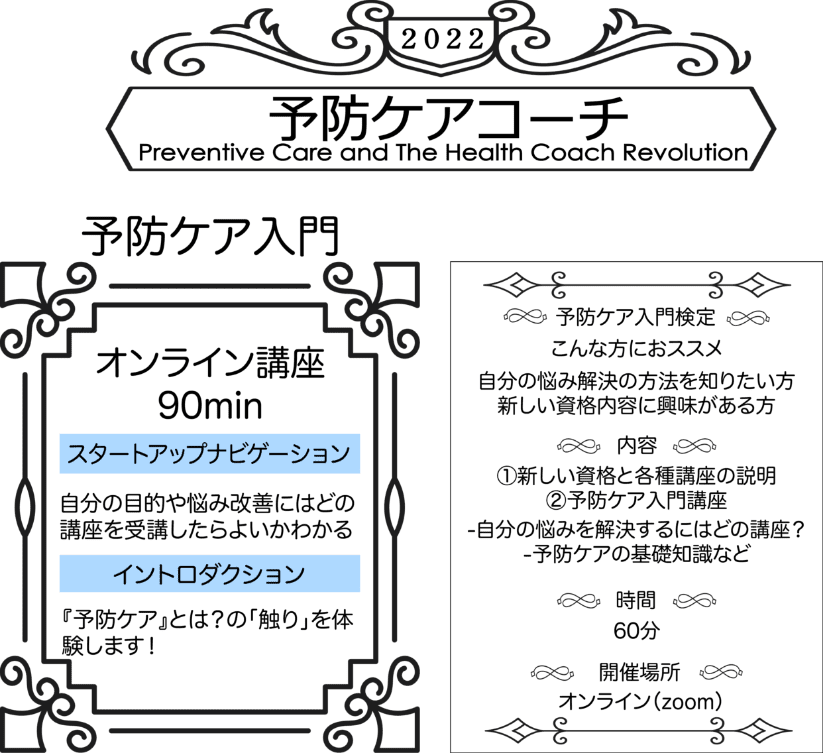 2022
予防ケアコーチ
Preventive Care and The Health Coach Revolution
予防ケア入門
オンライン講座
90min
スタートアップナビゲーション
自分の目的や悩み改善にはどの
講座を受講したらよいかわかる
イントロダクション
『予防ケア』とは？の「触り」を体
験します！
予防ケア入門検定
こんな方におススメ
自分の悩み解決の方法を知りたい方
新しい資格内容に興味がある方
内容
①新しい資格と各種講座の説明
②予防ケア入門講座
-自分の悩みを解決するにはどの講座？
-予防ケアの基礎知識など
時間
60分
開催場所
オンライン（zoom）